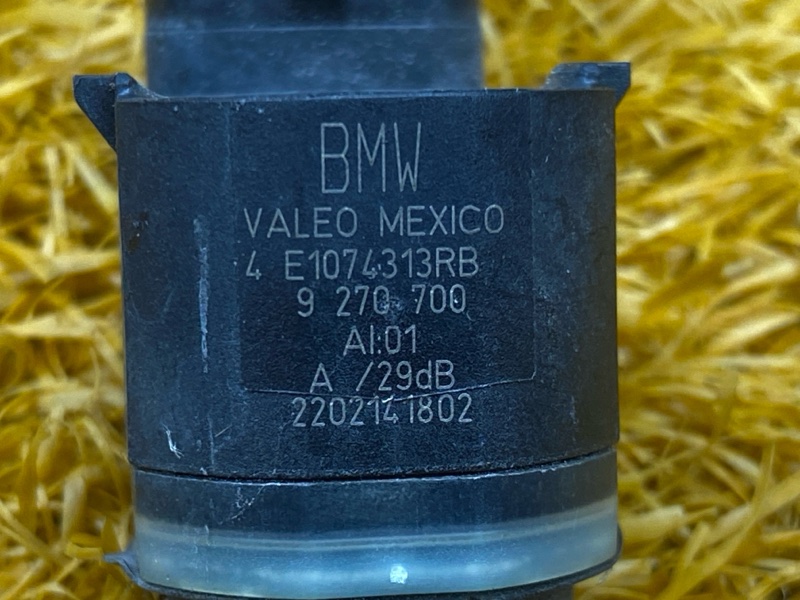 BMW
VALEO MEXICO
4 E1074313RB
9 270 700
AI:01
A /29dB
2202141802